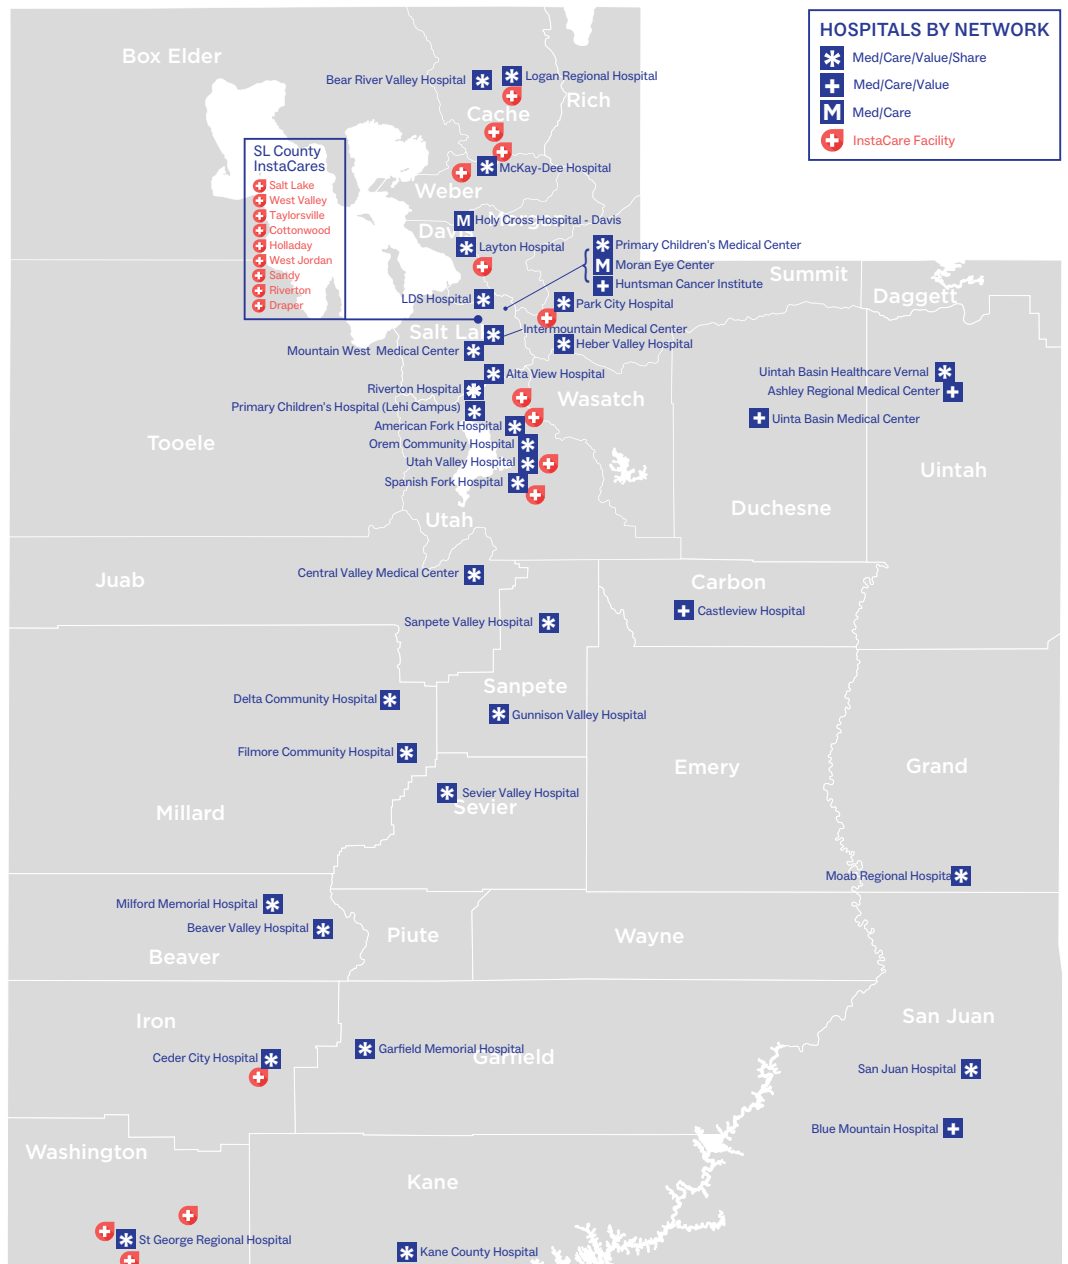 HOSPITALS BY NETWORK
Med/Care/Value/Share
Med/Care/Value
M Med/Care
InstaCare Facility
Box Elder
Bear River Valley Hospital
Logan Regional Hospital
Rich
Cache
SL County
InstaCares
Salt Lake
West Valley
Taylorsville
Cottonwood
Holladay
West Jordan
Sandy
Riverton
Draper
McKay-Dee Hospital
Weber
M Holy Cross Hospital - Davis
Morgan
Davis
Layton Hospital
Primary Children's Medical Center
M Moran Eye Center
Huntsman Cancer Institute
Summit
Daggett
LDS Hospital
Park City Hospital
Salt Lake
Intermountain Medical Center
Heber Valley Hospital
Mountain West Medical Center
Alta View Hospital
Uintah Basin Healthcare Vernal
Riverton Hospital
Ashley Regional Medical Center
Wasatch
Primary Children's Hospital (Lehi Campus)
Uinta Basin Medical Center
American Fork Hospital
Tooele
Orem Community Hospital
Utah Valley Hospital
Uintah
Spanish Fork Hospital
Duchesne
Utah
Central Valley Medical Center
Juab
Carbon
Castleview Hospital
Sanpete Valley Hospital
Sanpete
Delta Community Hospital
Gunnison Valley Hospital
Filmore Community Hospital
Emery
Grand
Sevier Valley Hospital
Sevier
Millard
Moab Regional Hospita
Milford Memorial Hospital
Beaver Valley Hospital
Piute
Wayne
Beaver
Iron
San Juan
Garfield Memorial Hospital
Garfield
Ceder City Hospital
San Juan Hospital
Blue Mountain Hospital
Washington
Kane
St George Regional Hospital
Kane County Hospital